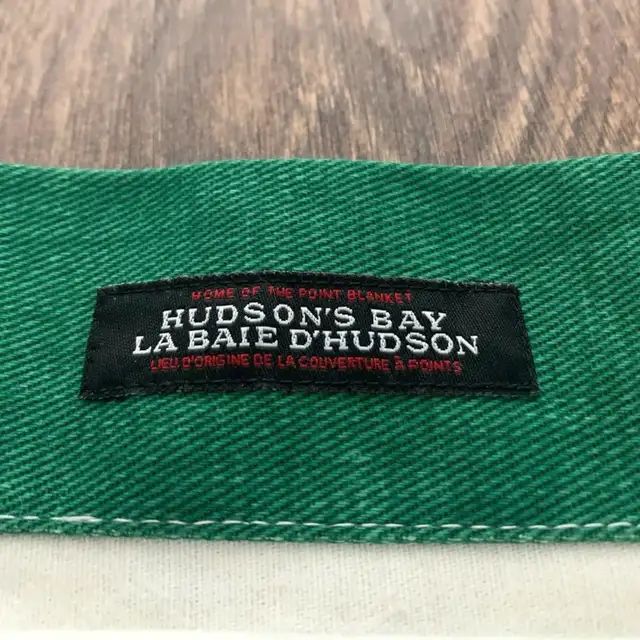 HOME OF THE POINT BLANKET
HUDSON'S BAY
LA BAIE D'HUDSON
LIEU D'ORIGINE DE LA COUVERTURE À POINTS